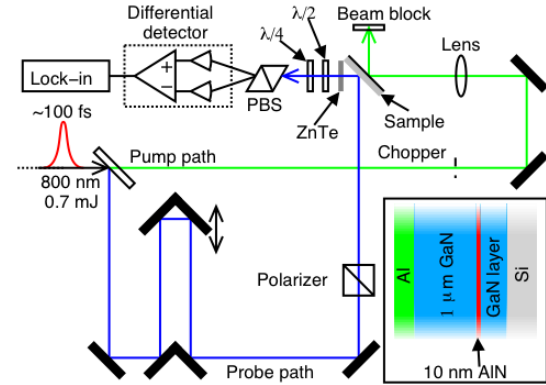 Differential
detector
λ/4
λ/2
Beam block
Lens
Lock-in
+
−
PBS
ZnTe
Sample
~100 fs
Pump path
Chopper
800 nm
0.7 mJ
Polarizer
Probe path
Al
1 μm GaN
GaN layer
Si
10 nm AlN